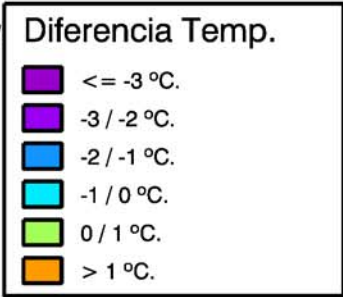 Diferencia Temp.
<= -3 ºC.
-3 / -2 ºC.
-2 / -1 ºC.
-1 / 0 ºC.
0 / 1 ºC.
> 1 ºC.